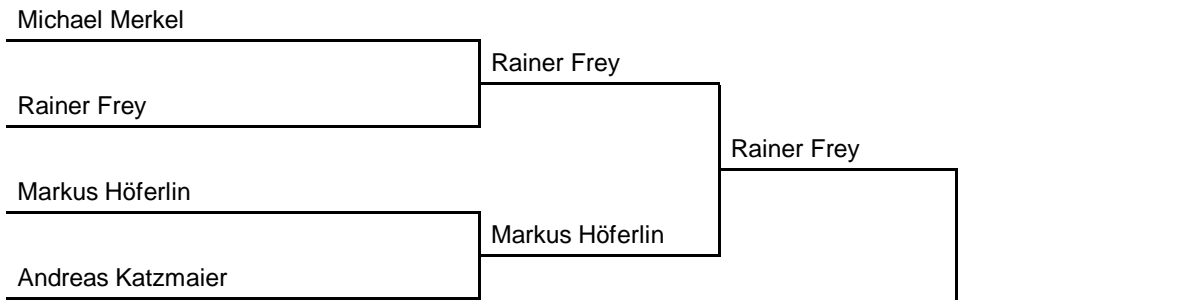 Michael Merkel
Rainer Frey
Rainer Frey
Rainer Frey
Markus Höferlin
Markus Höferlin
Andreas Katzmaier